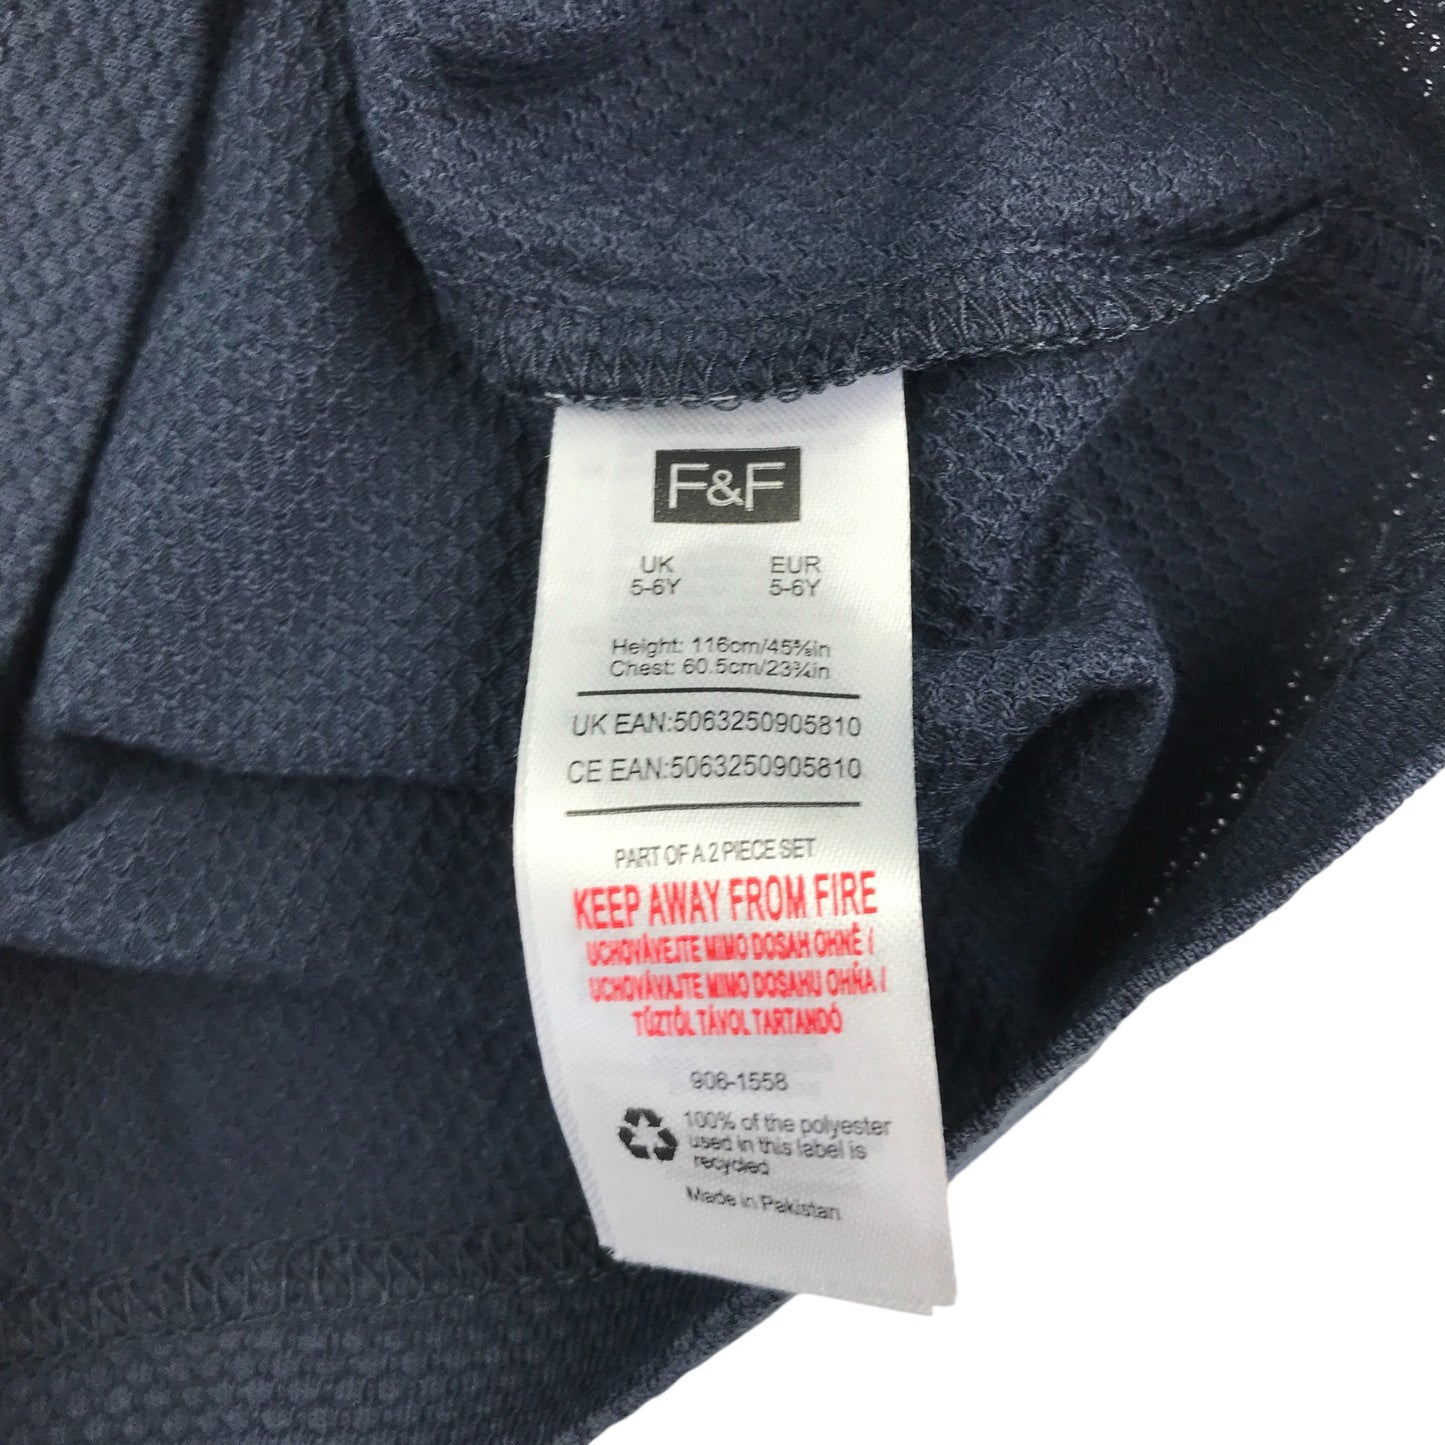 F&F
UK EUR
5-6Y 5-6Y
Height: 116cm/45⅝in
Chest: 60.5cm/23¾in
UK EAN:5063250905810
CE EAN:5063250905810
PART OF A 2 PIECE SET
KEEP AWAY FROM FIRE
UCHOVÁVEJTE MIMO DOSAH OHNĚ /
UCHOVÁVAJTE MIMO DOSAHU OHŇA /
TŰZTŐL TÁVOL TARTANDÓ
906-1558
100% of the polyester
used in this label is
recycled
Made in Pakistan